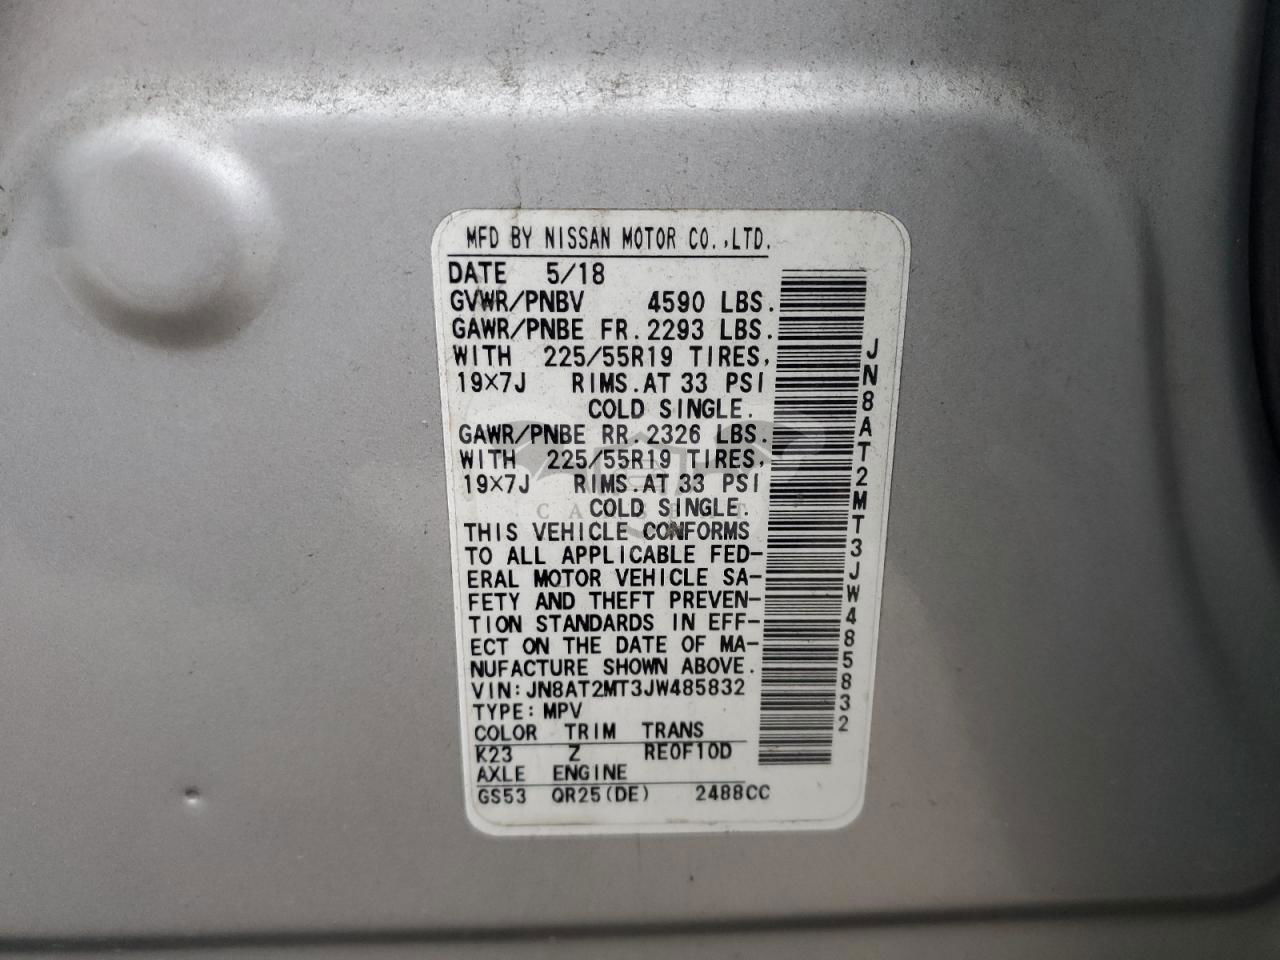 MFD BY NISSAN MOTOR CO.,LTD.
DATE 5/18
GVWR/PNBV 4590 LBS.
GAWR/PNBE FR.2293 LBS.
WITH 225/55R19 TIRES,
19×7J RIMS.AT 33 PSI
COLD SINGLE.
GAWR/PNBE RR.2326 LBS.
WITH 225/55R19 TIRES,
19×7J RIMS.AT 33 PSI
COLD SINGLE.
THIS VEHICLE CONFORMS
TO ALL APPLICABLE FED-
ERAL MOTOR VEHICLE SA-
FETY AND THEFT PREVEN-
TION STANDARDS IN EFF-
ECT ON THE DATE OF MA-
NUFACTURE SHOWN ABOVE.
VIN:JN8AT2MT3JW485832
TYPE:MPV
COLOR TRIM TRANS
K23 Z RE0F10D
AXLE ENGINE
GS53 QR25(DE) 2488CC
JN8AT2MT3JW485832